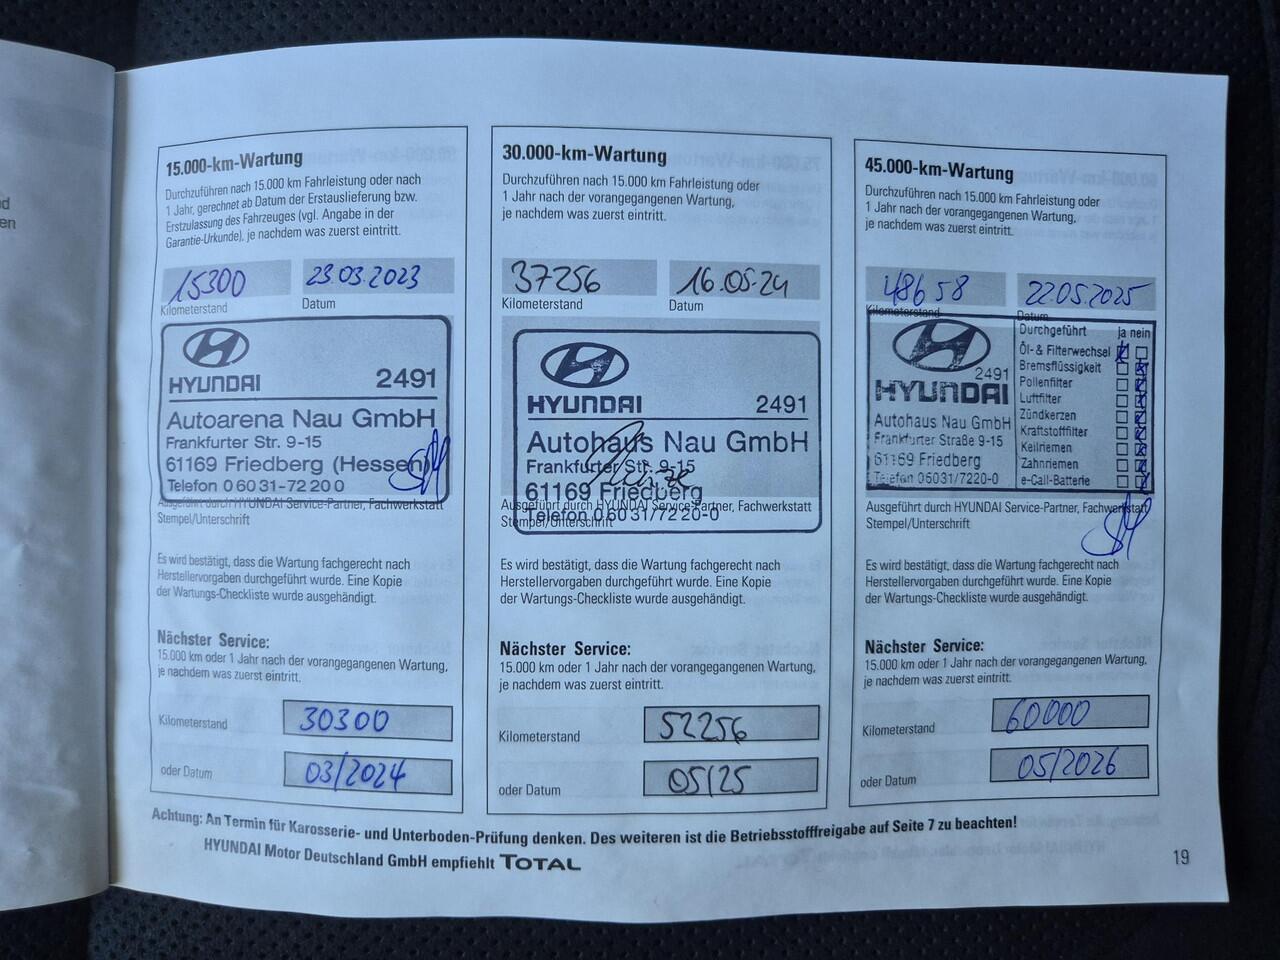 d
en
15.000-km-Wartung
Durchzuführen nach 15.000 km Fahrleistung oder nach
1 Jahr, gerechnet ab Datum der Erstauslieferung bzw.
Erstzulassung des Fahrzeuges (vgl. Angabe in der
Garantie-Urkunde), je nachdem was zuerst eintritt.
15300 23.03.2023
Kilometerstand Datum
HYUNDAI 2491
Autoarena Nau GmbH
Frankfurter Str. 9-15
61169 Friedberg (Hessen)
Telefon 0 60 31-72 20 0
Ausgeführt durch HYUNDAI Service-Partner, Fachwerkstatt
Stempel/Unterschrift
Es wird bestätigt, dass die Wartung fachgerecht nach
Herstellervorgaben durchgeführt wurde. Eine Kopie
der Wartungs-Checkliste wurde ausgehändigt.
Nächster Service:
15.000 km oder 1 Jahr nach der vorangegangenen Wartung,
je nachdem was zuerst eintritt.
Kilometerstand 30300
oder Datum 03/2024
30.000-km-Wartung
Durchzuführen nach 15.000 km Fahrleistung oder
1 Jahr nach der vorangegangenen Wartung,
je nachdem was zuerst eintritt.
37256 16.05.24
Kilometerstand Datum
HYUNDAI 2491
Autohaus Nau GmbH
Frankfurter Str. 9-15
61169 Friedberg
Telefon 0 60 31/72 20-0
Ausgeführt durch HYUNDAI Service-Partner, Fachwerkstatt
Stempel/Unterschrift
Es wird bestätigt, dass die Wartung fachgerecht nach
Herstellervorgaben durchgeführt wurde. Eine Kopie
der Wartungs-Checkliste wurde ausgehändigt.
Nächster Service:
15.000 km oder 1 Jahr nach der vorangegangenen Wartung,
je nachdem was zuerst eintritt.
Kilometerstand 52256
oder Datum 05/25
45.000-km-Wartung
Durchzuführen nach 15.000 km Fahrleistung oder
1 Jahr nach der vorangegangenen Wartung,
je nachdem was zuerst eintritt.
48658 22.05.2025
Kilometerstand Datum
2491
HYUNDAI
Autohaus Nau GmbH
Frankfurter Straße 9-15
61169 Friedberg
Telefon 06031/7220-0
Durchgeführt ja nein
Öl- & Filterwechsel
Bremsflüssigkeit
Pollenfilter
Luftfilter
Zündkerzen
Kraftstofffilter
Keilriemen
Zahnriemen
e-Call-Batterie
Ausgeführt durch HYUNDAI Service-Partner, Fachwerkstatt
Stempel/Unterschrift
Es wird bestätigt, dass die Wartung fachgerecht nach
Herstellervorgaben durchgeführt wurde. Eine Kopie
der Wartungs-Checkliste wurde ausgehändigt.
Nächster Service:
15.000 km oder 1 Jahr nach der vorangegangenen Wartung,
je nachdem was zuerst eintritt.
Kilometerstand 60000
oder Datum 05/2026
Achtung: An Termin für Karosserie- und Unterboden-Prüfung denken. Des weiteren ist die Betriebsstofffreigabe auf Seite 7 zu beachten!
HYUNDAI Motor Deutschland GmbH empfiehlt TOTAL
19